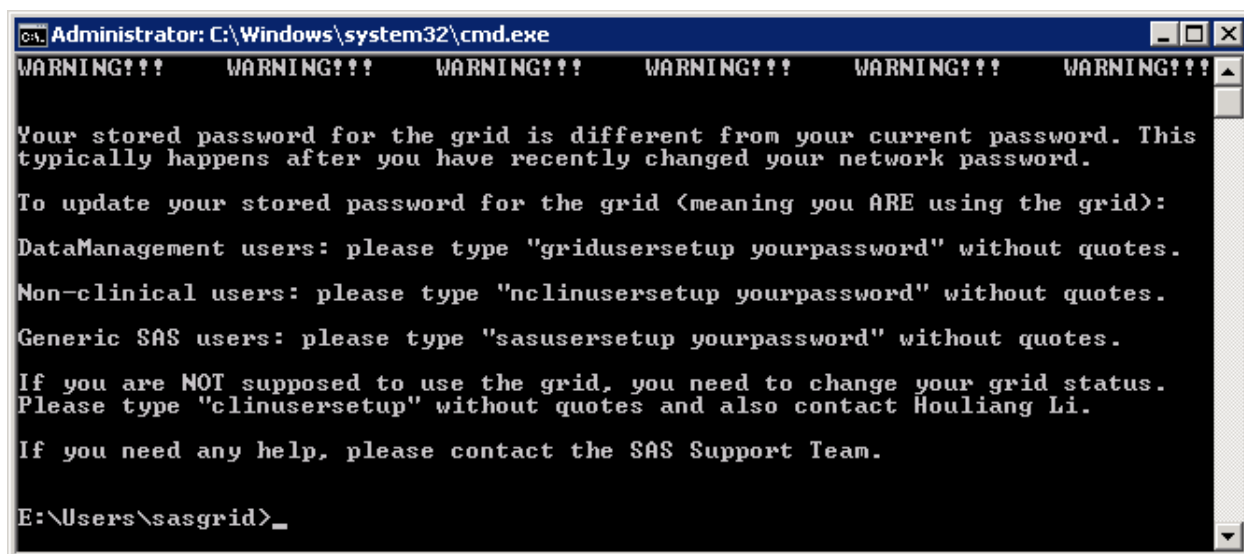 Administrator: C:\Windows\system32\cmd.exe
WARNING!!! WARNING!!! WARNING!!! WARNING!!! WARNING!!! WARNING!!!
Your stored password for the grid is different from your current password. This
typically happens after you have recently changed your network password.
To update your stored password for the grid (meaning you ARE using the grid):
DataManagement users: please type "gridusersetup yourpassword" without quotes.
Non-clinical users: please type "nclinusersetup yourpassword" without quotes.
Generic SAS users: please type "sasusersetup yourpassword" without quotes.
If you are NOT supposed to use the grid, you need to change your grid status.
Please type "clinusersetup" without quotes and also contact Houliang Li.
If you need any help, please contact the SAS Support Team.
E:\Users\sasgrid>_